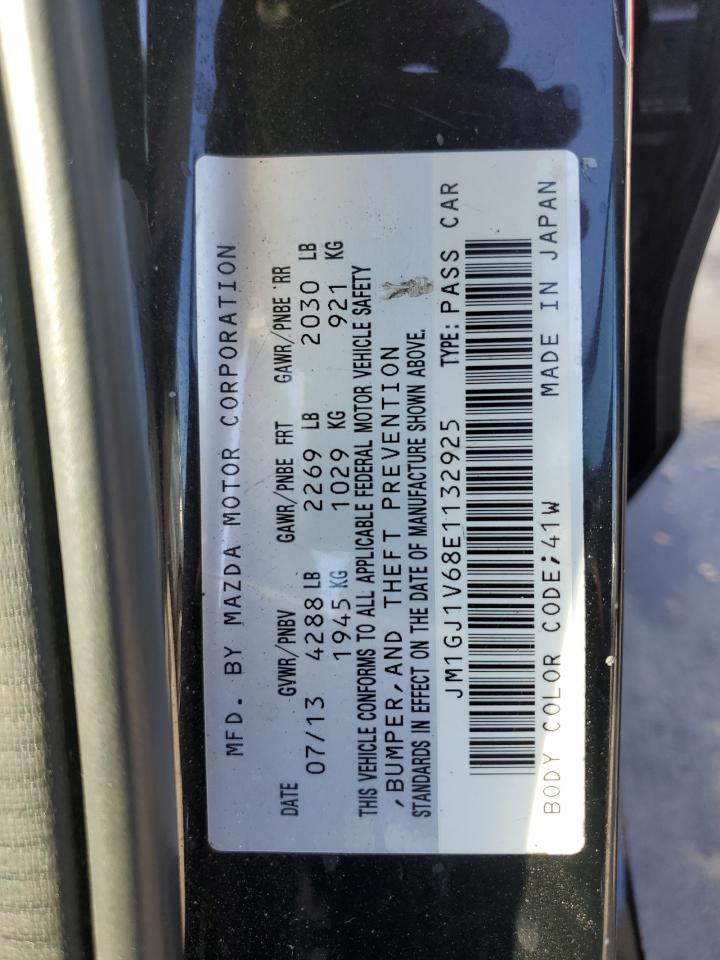 MFD. BY MAZDA MOTOR CORPORATION
DATE GVWR/PNBV GAWR/PNBE FRT GAWR/PNBE RR
07/13 4288 LB 2269 LB 2030 LB
1945 KG 1029 KG 921 KG
THIS VEHICLE CONFORMS TO ALL APPLICABLE FEDERAL MOTOR VEHICLE SAFETY
,BUMPER,AND THEFT PREVENTION
STANDARDS IN EFFECT ON THE DATE OF MANUFACTURE SHOWN ABOVE.
JM1GJ1V68E1132925 TYPE: PASS CAR
BODY COLOR CODE;41W MADE IN JAPAN